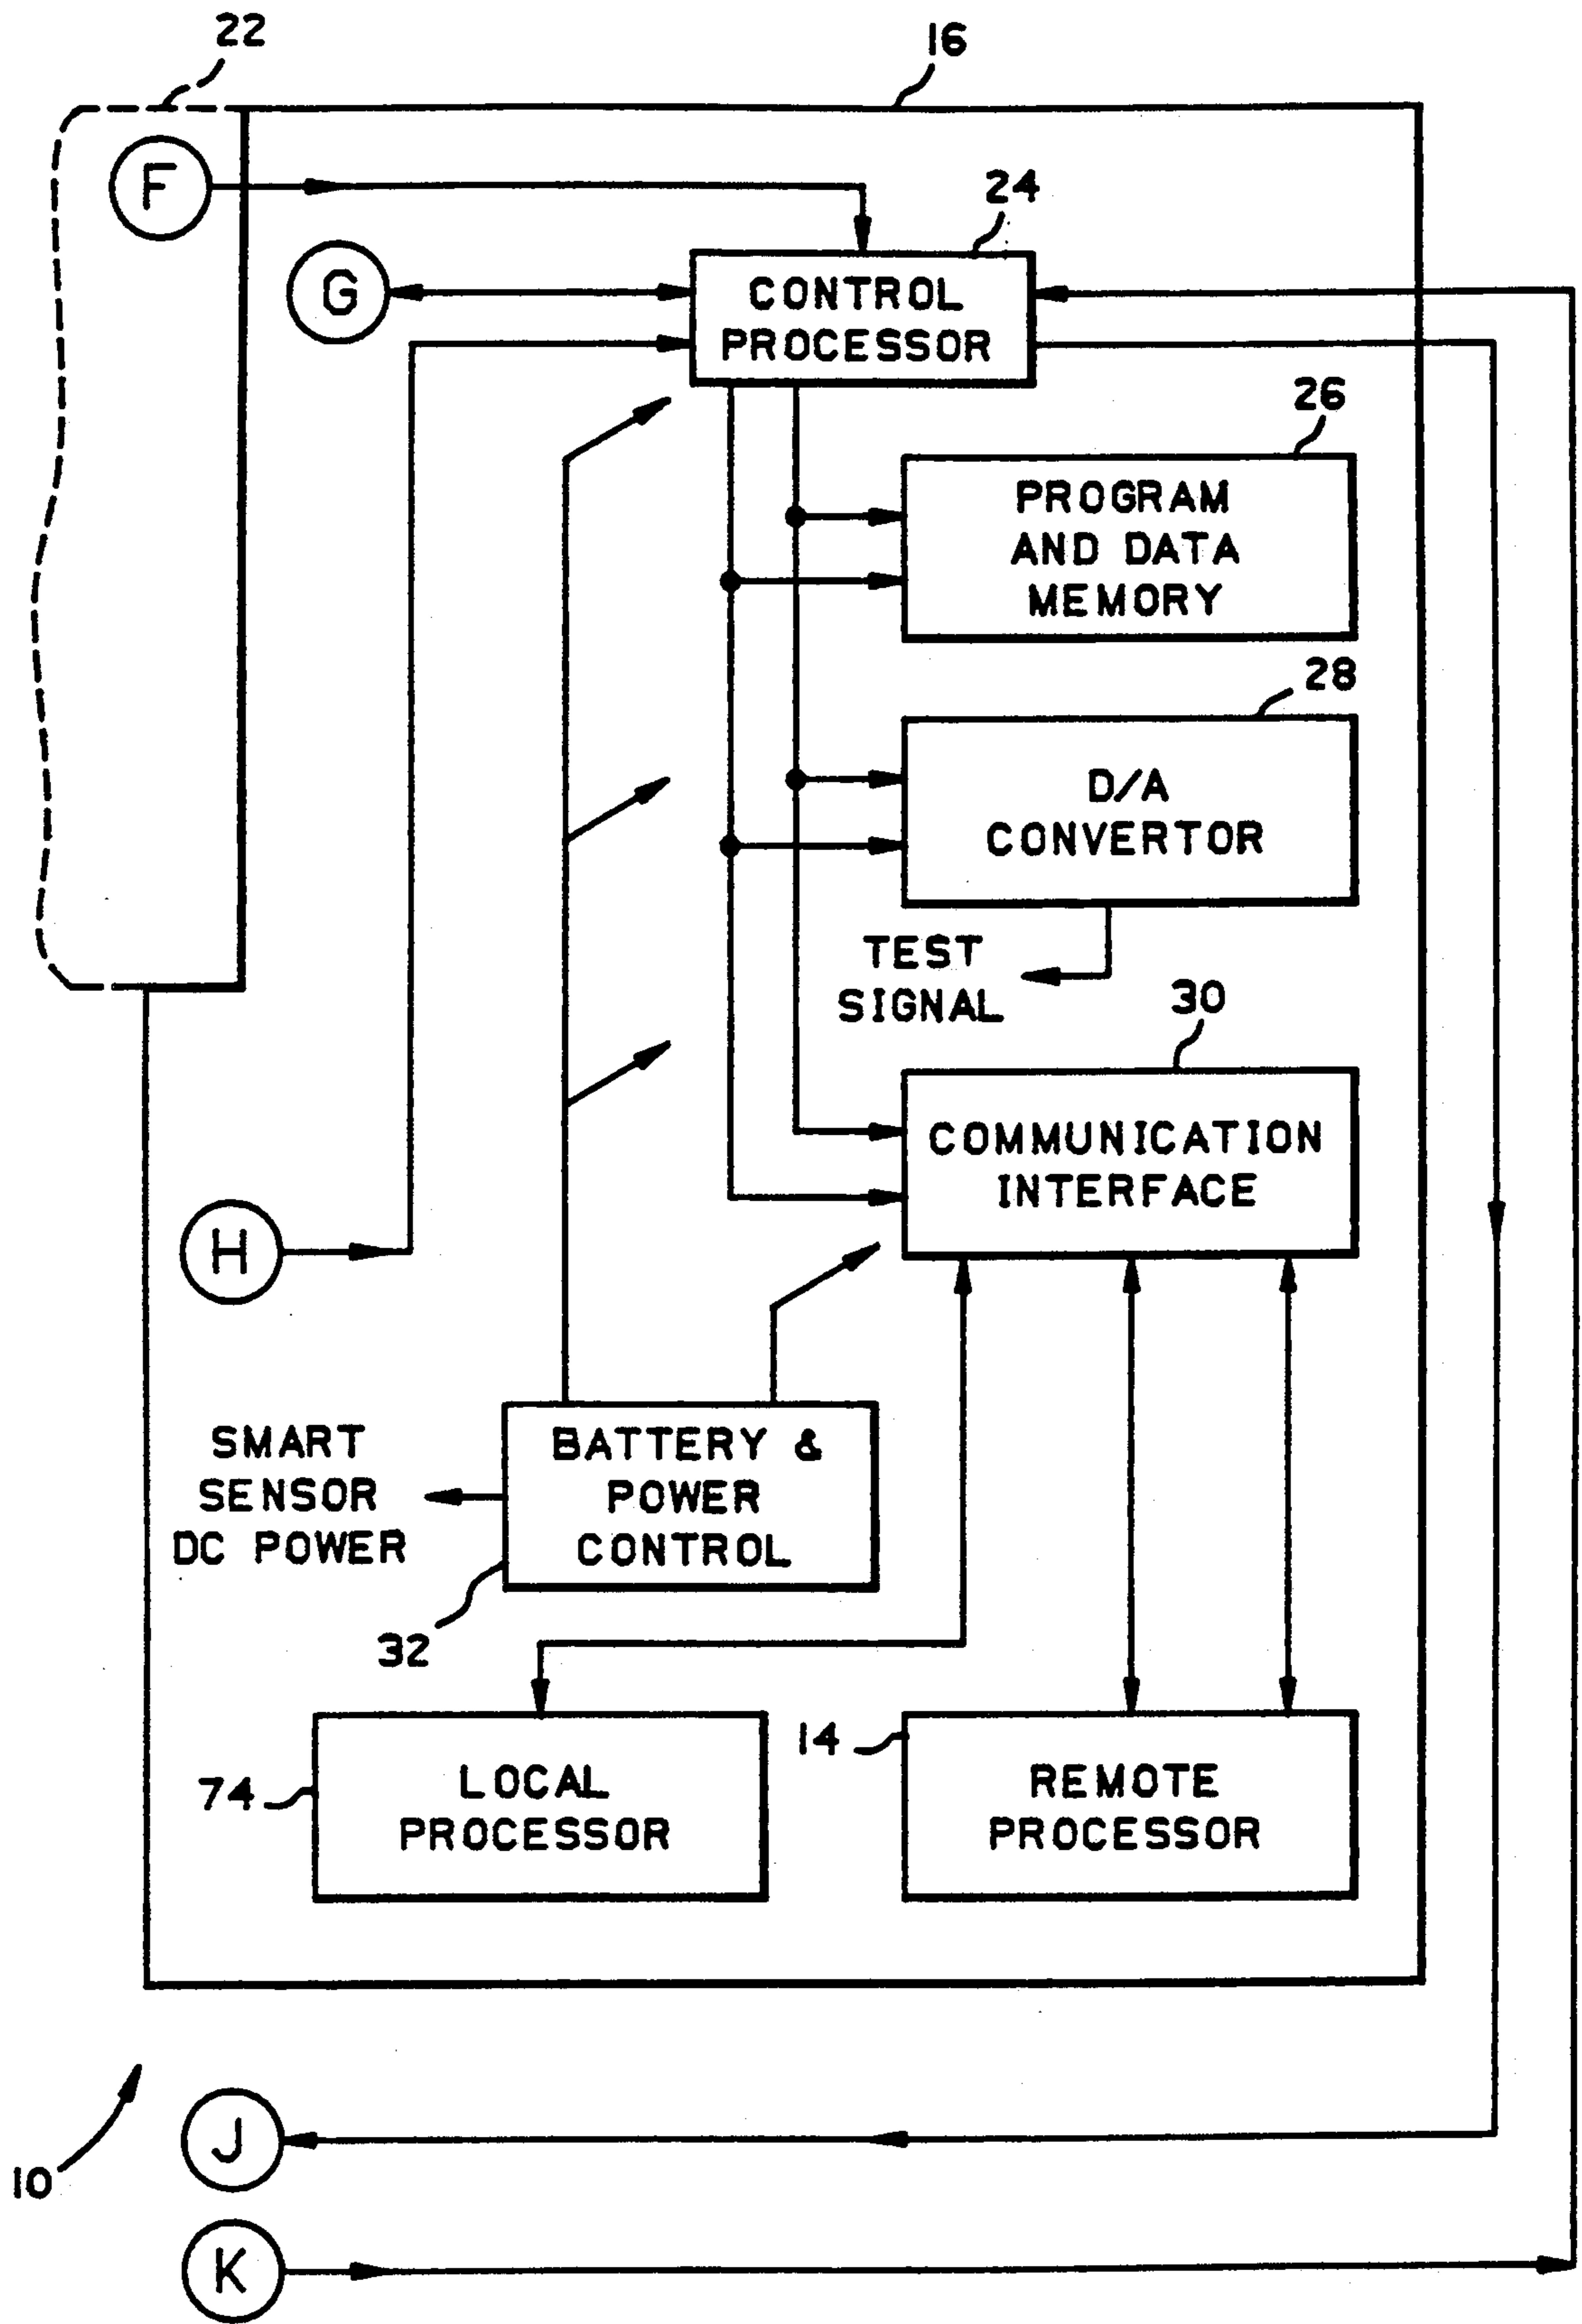 22
16
F
24
G
CONTROL
PROCESSOR
26
PROGRAM
AND DATA
MEMORY
28
D/A
CONVERTOR
TEST
SIGNAL
30
COMMUNICATION
INTERFACE
H
SMART
SENSOR
DC POWER
BATTERY &
POWER
CONTROL
32
14
74
LOCAL
PROCESSOR
REMOTE
PROCESSOR
J
10
K